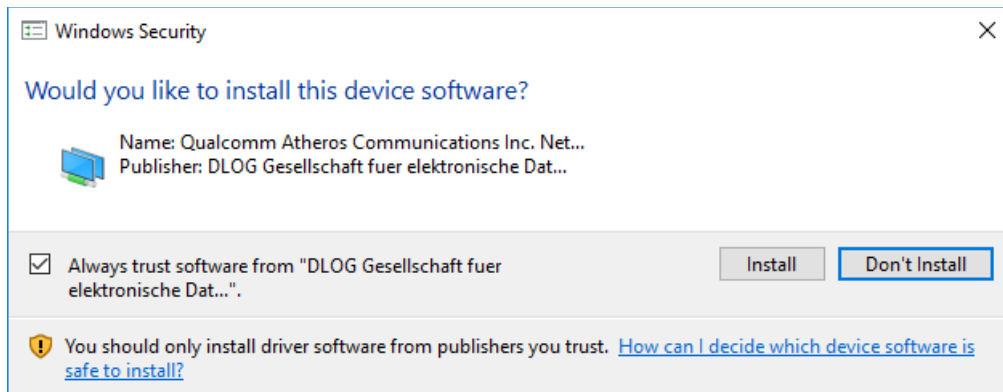 Windows Security
Would you like to install this device software?
Name: Qualcomm Atheros Communications Inc. Net...
Publisher: DLOG Gesellschaft fuer elektronische Dat...
Always trust software from "DLOG Gesellschaft fuer
elektronische Dat...".
Install
Don't Install
You should only install driver software from publishers you trust. How can I decide which device software is
safe to install?